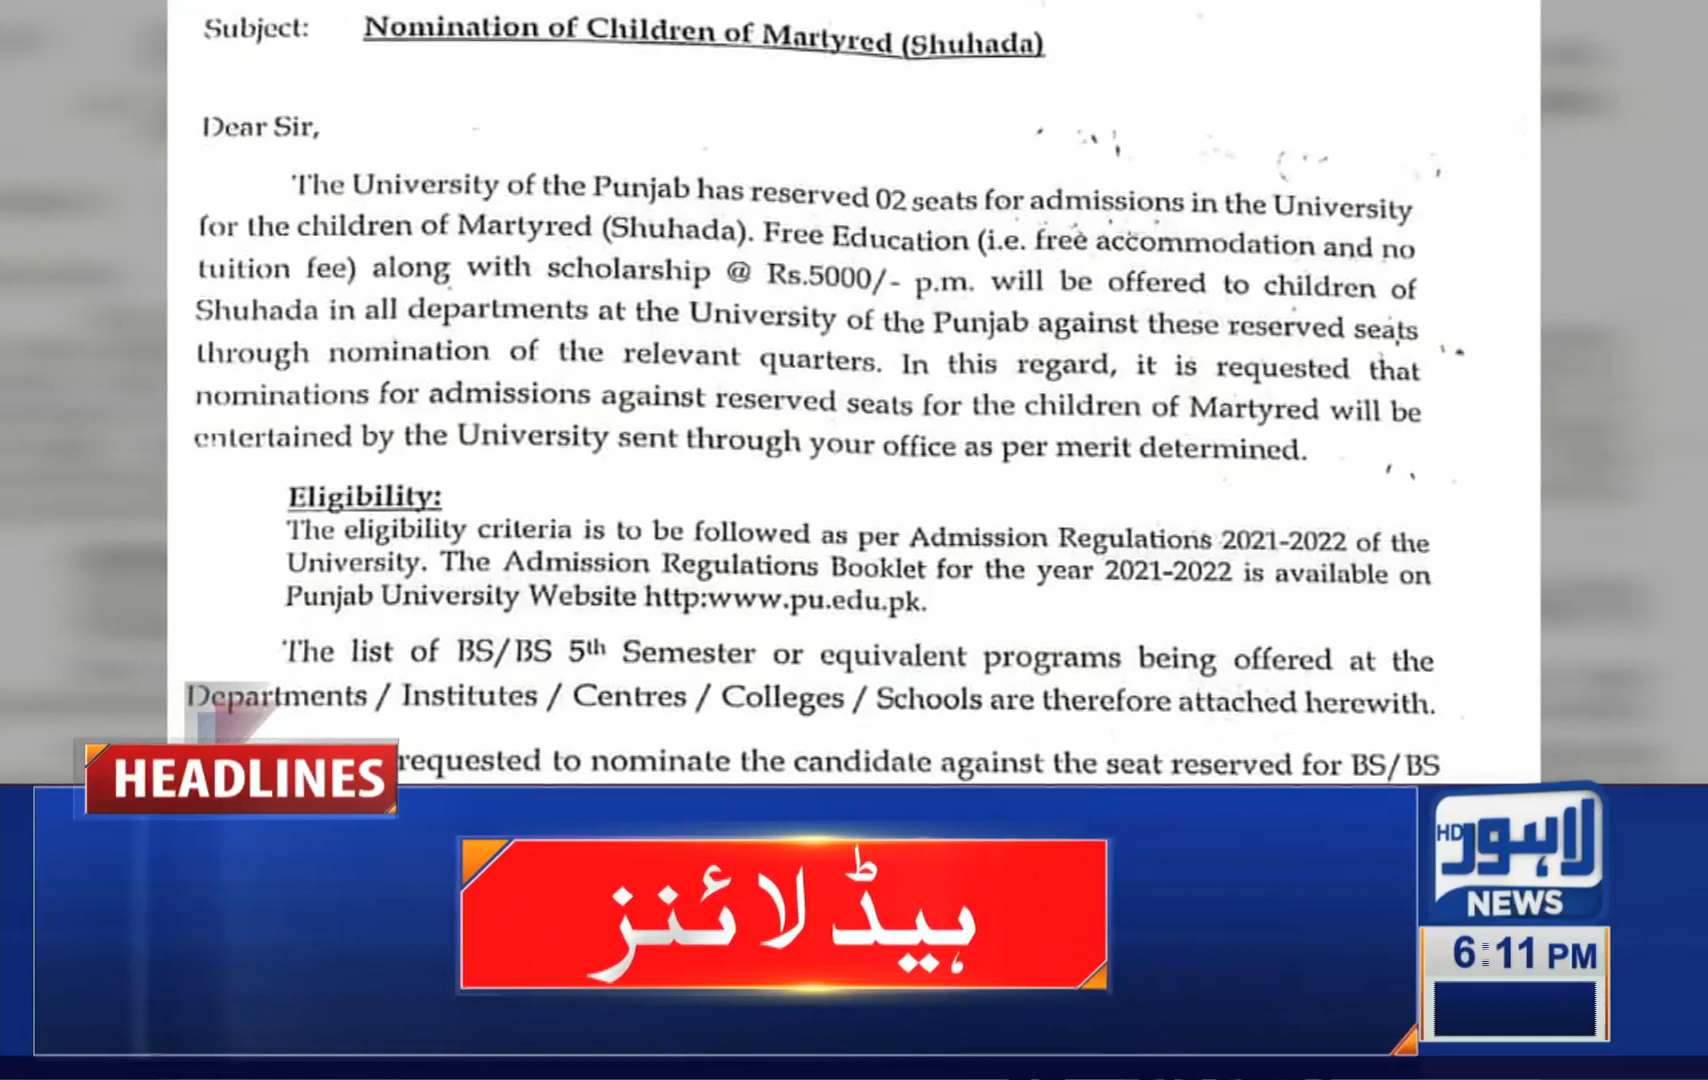 Subject: Nomination of Children of Martyred (Shuhada)
Dear Sir,
The University of the Punjab has reserved 02 seats for admissions in the University
for the children of Martyred (Shuhada). Free Education (i.e. free accommodation and no
tuition fee) along with scholarship @ Rs.5000/- p.m. will be offered to children of
Shuhada in all departments at the University of the Punjab against these reserved seats
through nomination of the relevant quarters. In this regard, it is requested that
nominations for admissions against reserved seats for the children of Martyred will be
entertained by the University sent through your office as per merit determined.
Eligibility:
The eligibility criteria is to be followed as per Admission Regulations 2021-2022 of the
University. The Admission Regulations Booklet for the year 2021-2022 is available on
Punjab University Website http:www.pu.edu.pk.
The list of BS/BS 5th Semester or equivalent programs being offered at the
Departments / Institutes / Centres / Colleges / Schools are therefore attached herewith.
requested to nominate the candidate against the seat reserved for BS/BS
HEADLINES
ہیڈلائنز
لاہور
HD
NEWS
6:11 PM